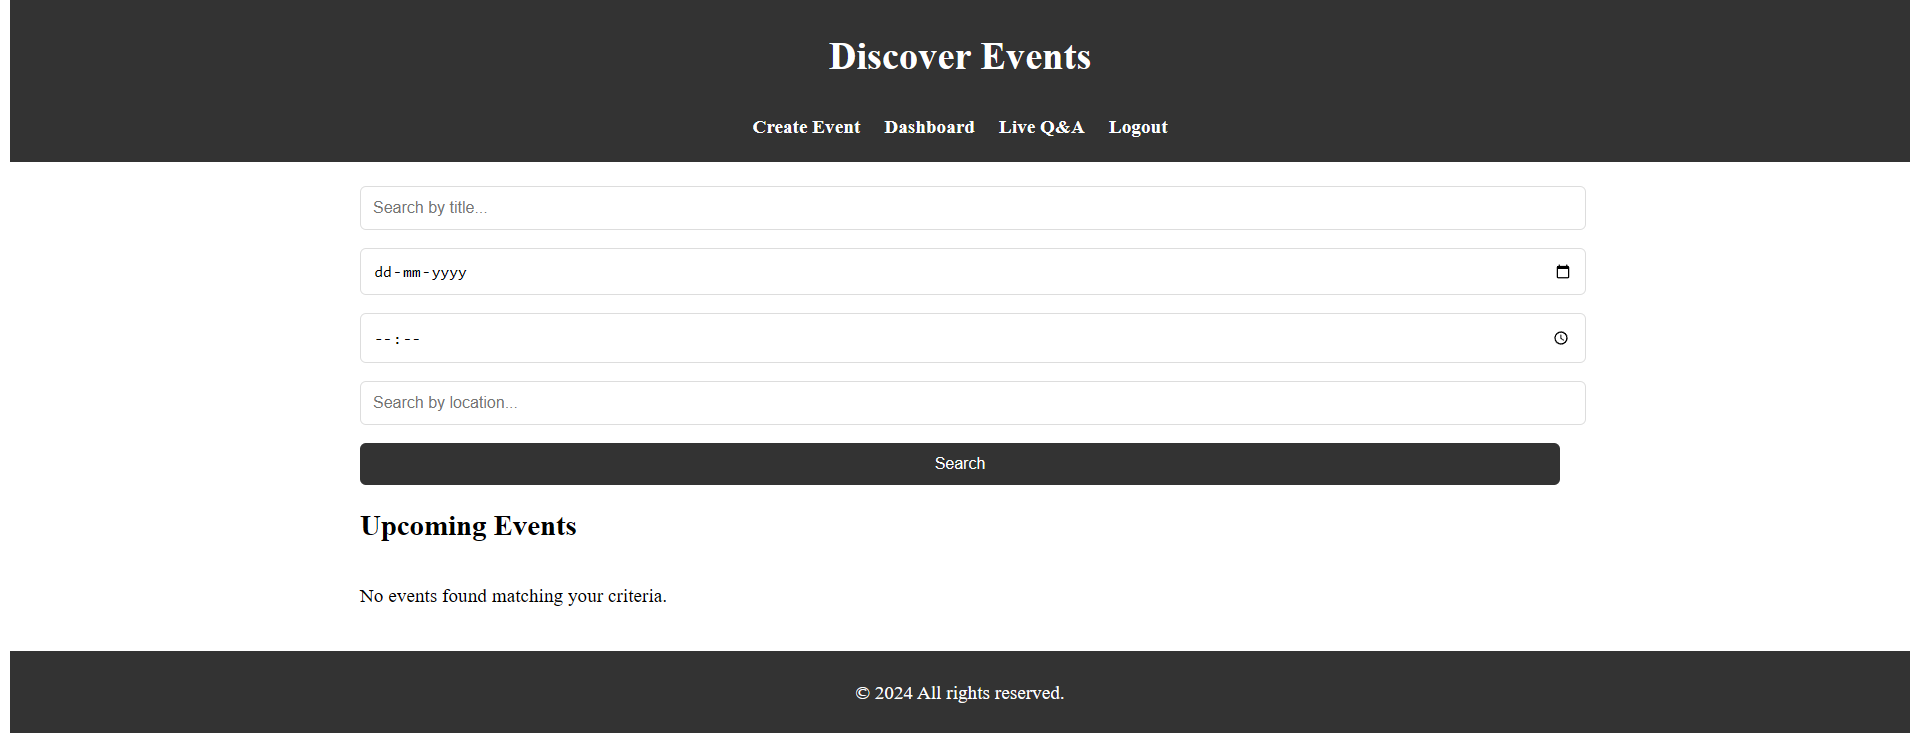 Discover Events
Create Event Dashboard Live Q&A Logout
Search by title...
dd-mm-yyyy
--:--
Search by location...
Search
Upcoming Events
No events found matching your criteria.
© 2024 All rights reserved.